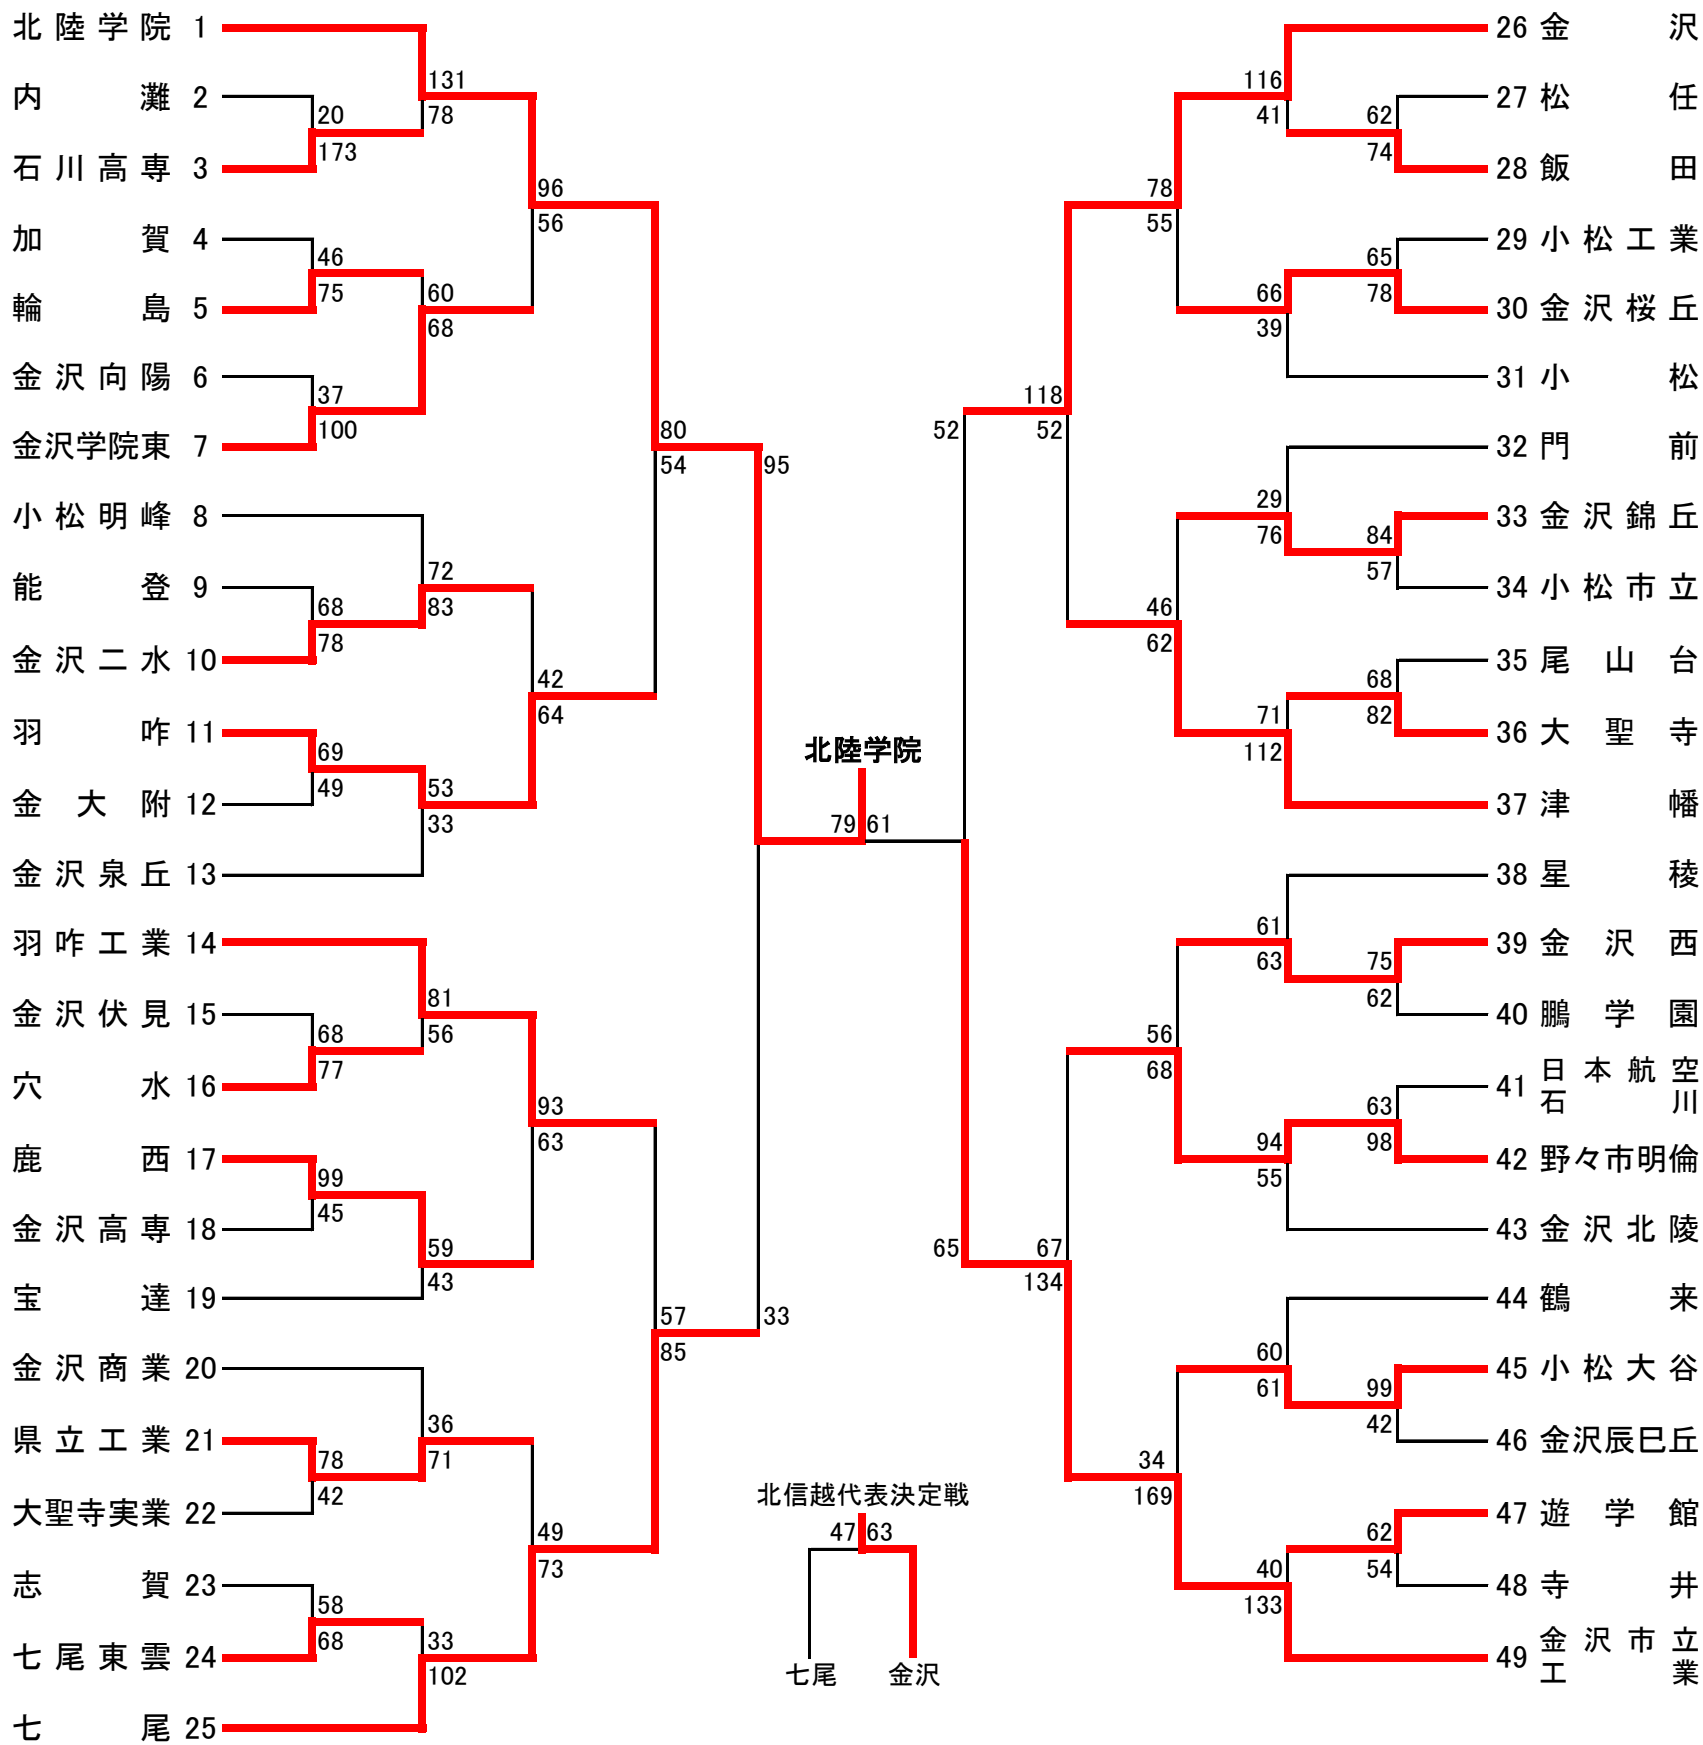 北陸学院 1
内灘 2
石川高専 3
加賀 4
輪島 5
金沢向陽 6
金沢学院東 7
小松明峰 8
能登 9
金沢二水 10
羽咋 11
金大附 12
金沢泉丘 13
羽咋工業 14
金沢伏見 15
穴水 16
鹿西 17
金沢高専 18
宝達 19
金沢商業 20
県立工業 21
大聖寺実業 22
志賀 23
七尾東雲 24
七尾 25
20
173
46
75
37
100
68
78
69
49
68
77
99
45
78
42
58
68
131
78
60
68
72
83
53
33
81
56
59
43
36
71
33
102
96
56
42
64
93
63
49
73
80
54
57
85
95
33
北陸学院
79 61
52
65
118
52
67
134
78
55
46
62
56
68
34
169
116
41
66
39
29
76
71
112
61
63
94
55
60
61
40
133
62
74
65
78
84
57
68
82
75
62
63
98
99
42
62
54
26 金沢
27 松任
28 飯田
29 小松工業
30 金沢桜丘
31 小松
32 門前
33 金沢錦丘
34 小松市立
35 尾山台
36 大聖寺
37 津幡
38 星稜
39 金沢西
40 鵬学園
41 日本航空
石川
42 野々市明倫
43 金沢北陵
44 鶴来
45 小松大谷
46 金沢辰巳丘
47 遊学館
48 寺井
49 金沢市立
工業
北信越代表決定戦
47 63
七尾 金沢